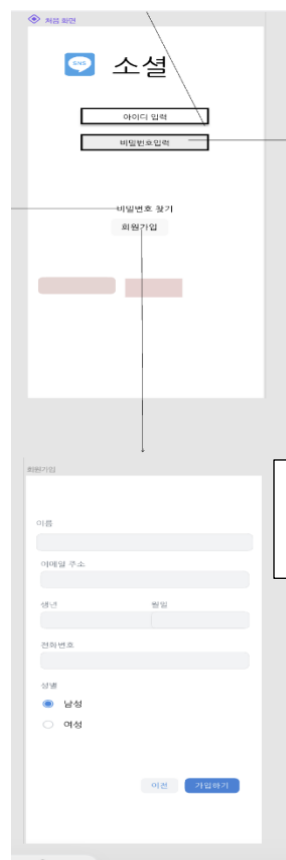 처음 화면
SNS
소셜
아이디 입력
비밀번호입력
비밀번호 찾기
회원가입
회원가입
이름
이메일 주소
생년 월일
전화번호
성별
남성
여성
이전 가입하기